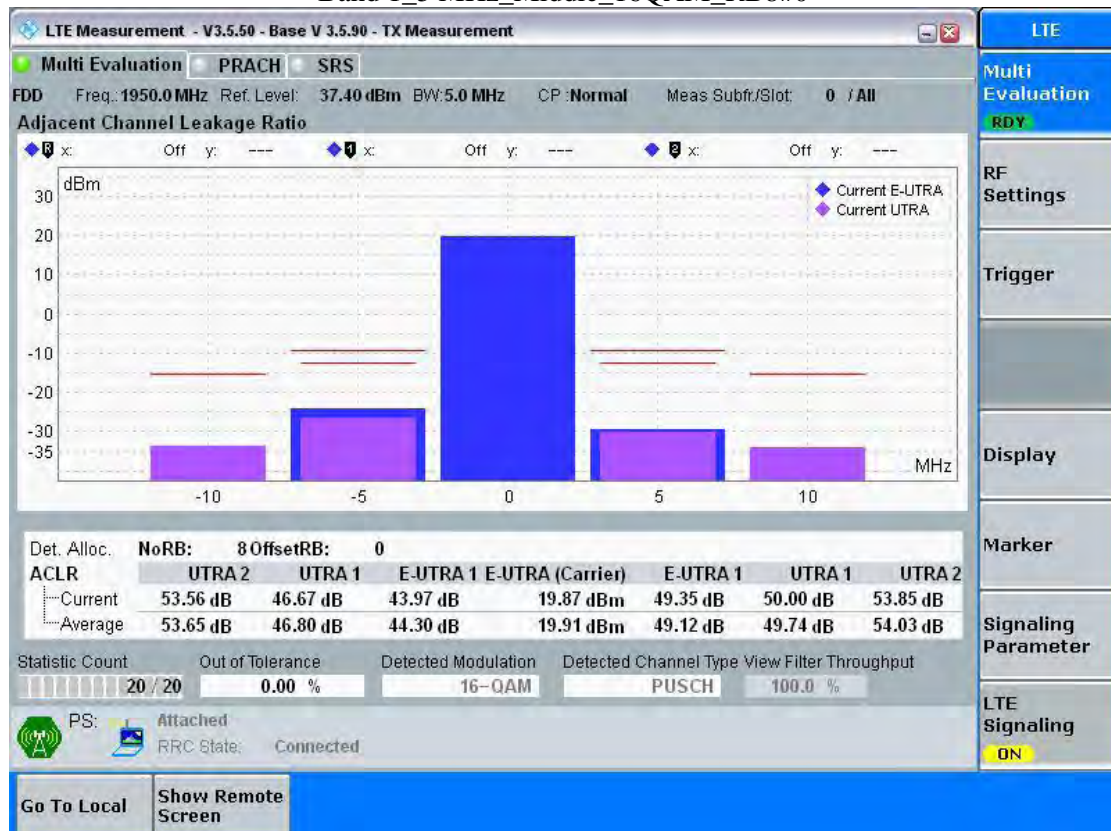 LTE Measurement - V3.5.50 - Base V 3.5.90 - TX Measurement
LTE
Multi Evaluation PRACH SRS
Multi
Evaluation
RDY
FDD Freq.: 1950.0 MHz Ref. Level: 37.40 dBm BW: 5.0 MHz CP : Normal Meas Subfr./Slot: 0 / All
Adjacent Channel Leakage Ratio
R x: Off y: --- 1 x: Off y: --- 2 x: Off y: ---
dBm
Current E-UTRA
Current UTRA
30
20
10
0
-10
-20
-30
-35
MHz
-10 -5 0 5 10
RF
Settings
Trigger
Display
Marker
Signaling
Parameter
LTE
Signaling
ON
Det. Alloc. NoRB: 8 OffsetRB: 0
ACLR UTRA 2 UTRA 1 E-UTRA 1 E-UTRA (Carrier) E-UTRA 1 UTRA 1 UTRA 2
Current 53.56 dB 46.67 dB 43.97 dB 19.87 dBm 49.35 dB 50.00 dB 53.85 dB
Average 53.65 dB 46.80 dB 44.30 dB 19.91 dBm 49.12 dB 49.74 dB 54.03 dB
Statistic Count Out of Tolerance Detected Modulation Detected Channel Type View Filter Throughput
20 / 20 0.00 % 16-QAM PUSCH 100.0 %
PS: Attached
RRC State: Connected
Go To Local
Show Remote
Screen